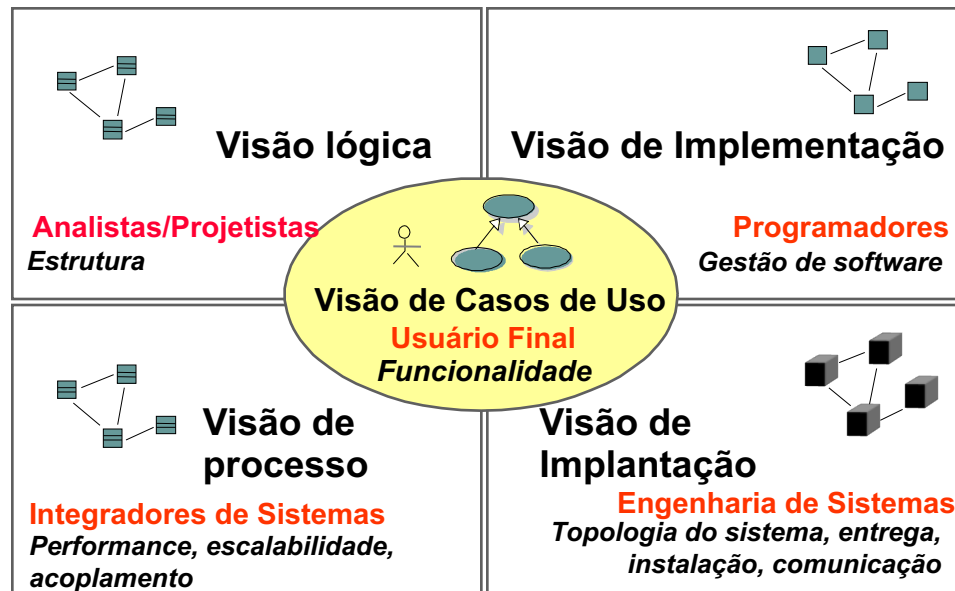 Visão lógica
Analistas/Projetistas
Estrutura
Visão de Implementação
Programadores
Gestão de software
Visão de Casos de Uso
Usuário Final
Funcionalidade
Visão de
processo
Integradores de Sistemas
Performance, escalabilidade,
acoplamento
Visão de
Implantação
Engenharia de Sistemas
Topologia do sistema, entrega,
instalação, comunicação